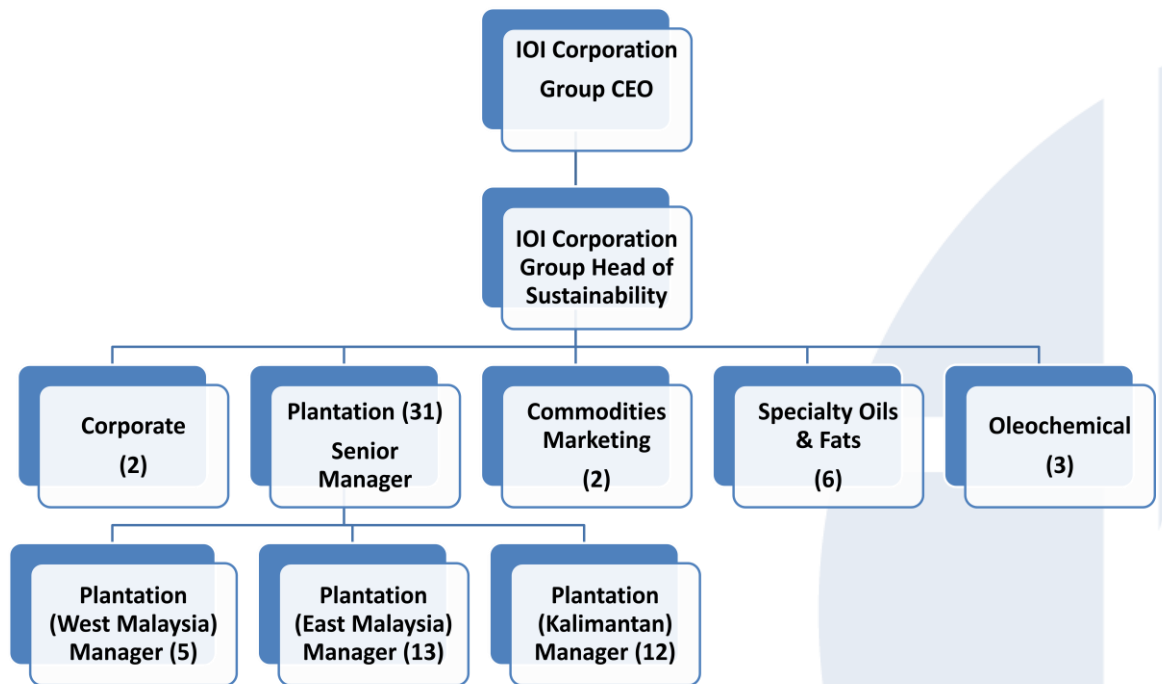 IOI Corporation
Group CEO
IOI Corporation
Group Head of
Sustainability
Corporate
(2)
Plantation (31)
Senior
Manager
Commodities
Marketing
(2)
Specialty Oils
& Fats
(6)
Oleochemical
(3)
Plantation
(West Malaysia)
Manager (5)
Plantation
(East Malaysia)
Manager (13)
Plantation
(Kalimantan)
Manager (12)